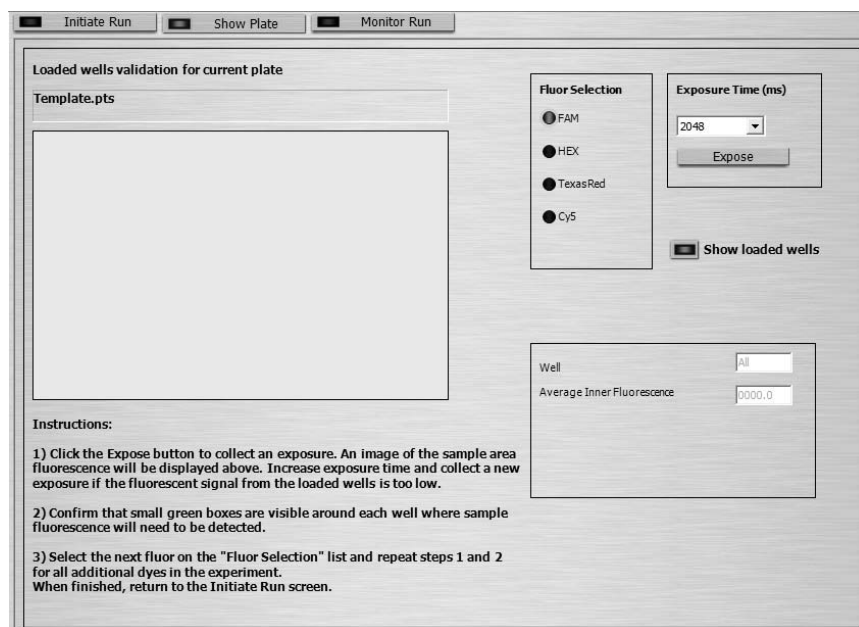 Initiate Run
Show Plate
Monitor Run
Loaded wells validation for current plate
Template.pts
Fluor Selection
FAM
HEX
TexasRed
Cy5
Exposure Time (ms)
2048
Expose
Show loaded wells
Well
All
Average Inner Fluorescence
0000.0
Instructions:
1) Click the Expose button to collect an exposure. An image of the sample area
fluorescence will be displayed above. Increase exposure time and collect a new
exposure if the fluorescent signal from the loaded wells is too low.
2) Confirm that small green boxes are visible around each well where sample
fluorescence will need to be detected.
3) Select the next fluor on the "Fluor Selection" list and repeat steps 1 and 2
for all additional dyes in the experiment.
When finished, return to the Initiate Run screen.